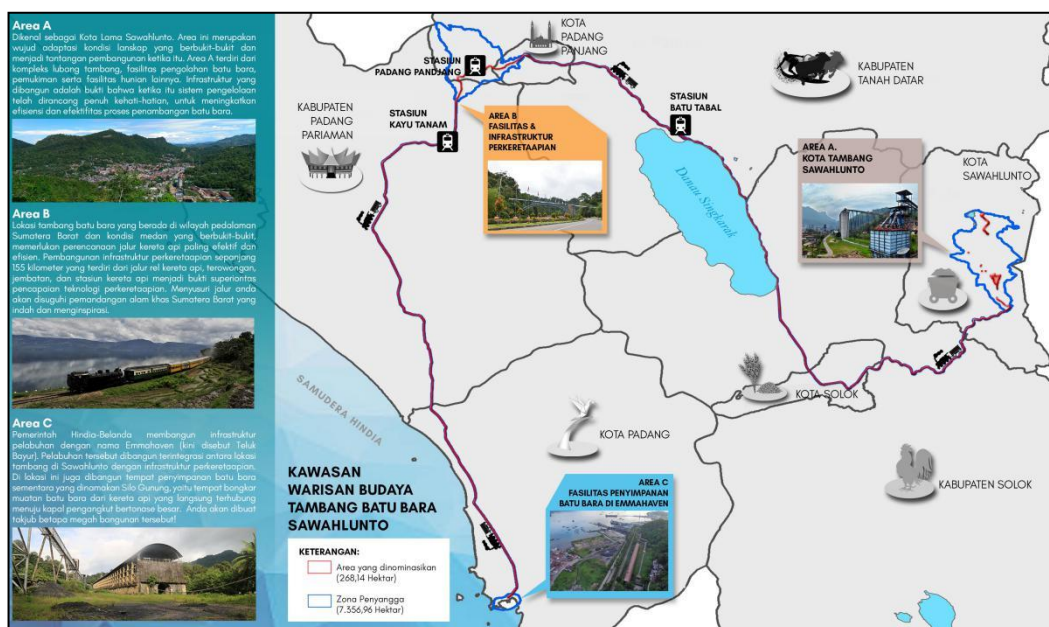 Area A
Dikenal sebagai Kota Lama Sawahlunto. Area ini merupakan
wujud adaptasi kondisi lanskap yang berbukit-bukit dan
menjadi tantangan pembangunan ketika itu. Area A terdiri dari
kompleks lubang tambang, fasilitas pengolahan batu bara,
pemukiman serta fasilitas hunian lainnya. Infrastruktur yang
dibangun adalah bukti bahwa ketika itu sistem pengelolaan
telah dirancang penuh kehati-hatian, untuk meningkatkan
efisiensi dan efektifitas proses penambangan batu bara.
Area B
Lokasi tambang batu bara yang berada di wilayah pedalaman
Sumatera Barat dan kondisi medan yang berbukit-bukit,
memerlukan perencanaan jalur kereta api paling efektif dan
efisien. Pembangunan infrastruktur perkeretaapian sepanjang
155 kilometer yang terdiri dari jalur rel kereta api, terowongan,
jembatan, dan stasiun kereta api menjadi bukti superioritas
pencapaian teknologi perkeretaapian. Menyusuri jalur anda
akan disuguhi pemandangan alam khas Sumatera Barat yang
indah dan menginspirasi.
Area C
Pemerintah Hindia-Belanda membangun infrastruktur
pelabuhan dengan nama Emmahaven (kini disebut Teluk
Bayur). Pelabuhan tersebut dibangun terintegrasi antara lokasi
tambang di Sawahlunto dengan infrastruktur perkeretaapian.
Di lokasi ini juga dibangun tempat penyimpanan batu bara
sementara yang dinamakan Silo Gunung, yaitu tempat bongkar
muatan batu bara dari kereta api yang langsung terhubung
menuju kapal pengangkut bertonase besar. Anda akan dibuat
takjub betapa megah bangunan tersebut!
KOTA
PADANG
PANJANG
STASIUN
PADANG PANDJANG
KABUPATEN
TANAH DATAR
KABUPATEN
PADANG
PARIAMAN
STASIUN
KAYU TANAM
AREA B
FASILITAS &
INFRASTRUKTUR
PERKERETAAPIAN
STASIUN
BATU TABAL
Danau Singkarak
AREA A.
KOTA TAMBANG
SAWAHLUNTO
KOTA
SAWAHLUNTO
SAMUDERA HINDIA
KOTA SOLOK
KOTA PADANG
KABUPATEN SOLOK
AREA C
FASILITAS PENYIMPANAN
BATU BARA DI EMMAHAVEN
KAWASAN
WARISAN BUDAYA
TAMBANG BATU BARA
SAWAHLUNTO
KETERANGAN:
Area yang dinominasikan
(268,14 Hektar)
Zona Penyangga
(7.356,96 Hektar)